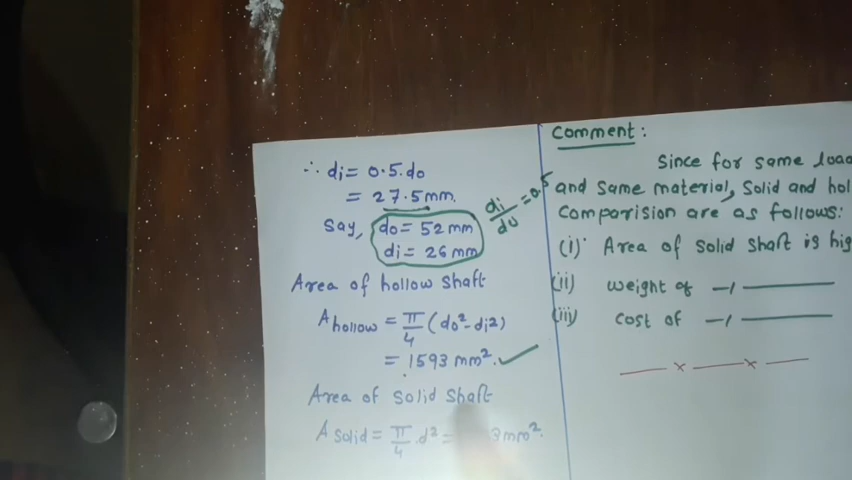 ∴ di = 0.5.do
= 27.5mm.
Say, do = 52 mm
di = 26 mm
di/do = 0.5
Area of hollow shaft
A hollow = π/4 (do² - di²)
= 1593 mm².
Area of solid shaft
A solid = π/4 .d² = 3 mm².
Comment :
Since for same load
and same material, Solid and
Comparision are as follows:
(i) Area of solid shaft is
(ii) weight of -,,
(iii) cost of -,,
x x